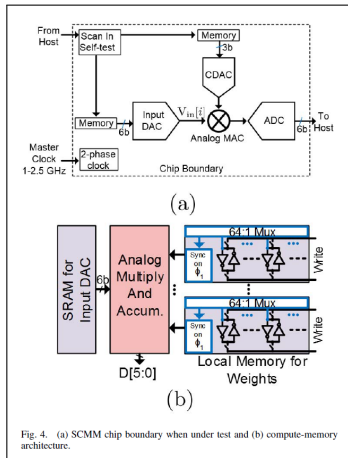 From
Host
Scan In
Self-test
Memory
3b
CDAC
Memory
6b
Input
DAC
Vin[i]
Analog MAC
ADC
6b
To
Host
Master
Clock
1-2.5 GHz
2-phase
clock
Chip Boundary
(a)
SRAM for
Input DAC
6b
Analog
Multiply
And
Accum.
D[5:0]
64:1 Mux
Sync
on
ϕ1
Write
64:1 Mux
Sync
on
ϕ1
Write
Local Memory for
Weights
(b)
Fig. 4. (a) SCMM chip boundary when under test and (b) compute-memory
architecture.